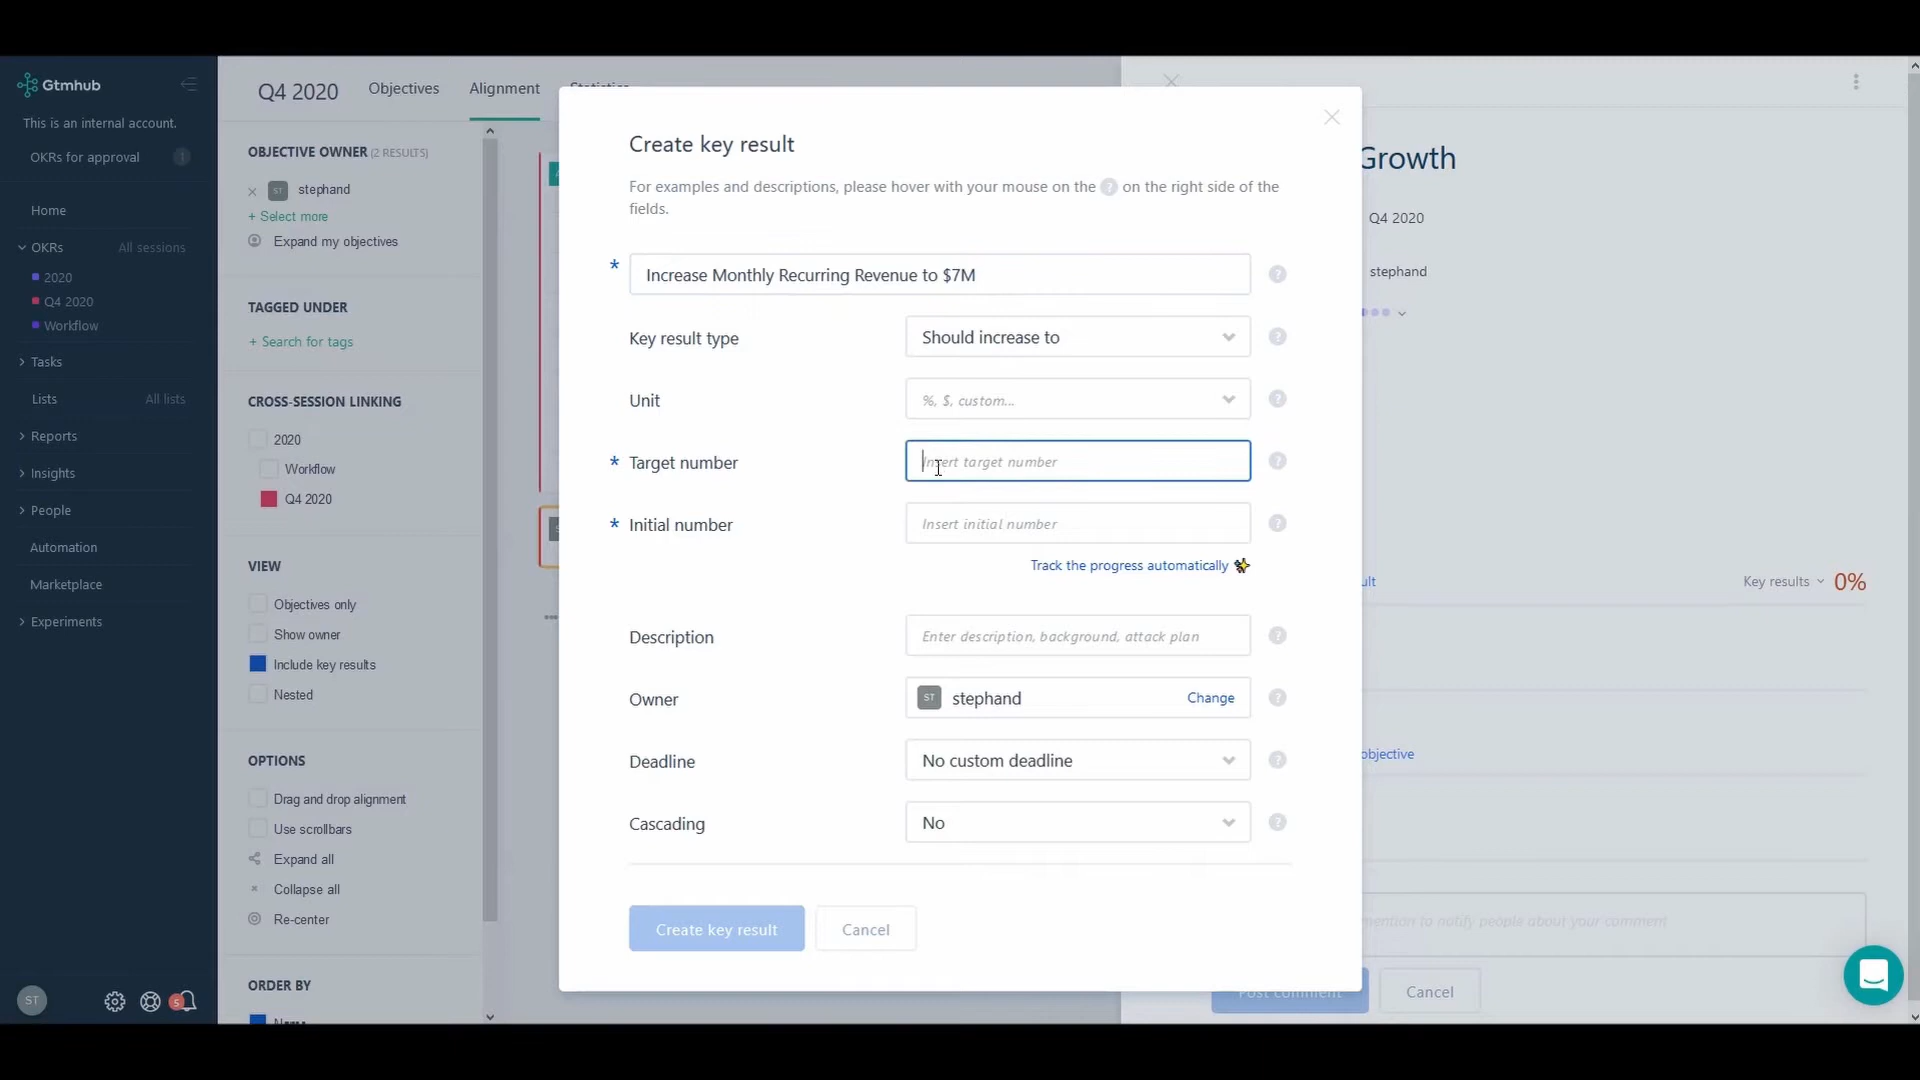 Gtmhub
This is an internal account.
OKRs for approval 1
Home
OKRs All sessions
2020
Q4 2020
Workflow
Tasks
Lists All lists
Reports
Insights
People
Automation
Marketplace
Experiments
ST
5
Q4 2020
Objectives
Alignment
Statistics
OBJECTIVE OWNER (2 RESULTS)
ST stephand
+ Select more
Expand my objectives
TAGGED UNDER
+ Search for tags
CROSS-SESSION LINKING
2020
Workflow
Q4 2020
VIEW
Objectives only
Show owner
Include key results
Nested
OPTIONS
Drag and drop alignment
Use scrollbars
Expand all
Collapse all
Re-center
ORDER BY
Create key result
For examples and descriptions, please hover with your mouse on the ? on the right side of the
fields.
* Increase Monthly Recurring Revenue to $7M ?
Key result type Should increase to ?
Unit %, $, custom... ?
* Target number Insert target number ?
* Initial number Insert initial number ?
Track the progress automatically
Description Enter description, background, attack plan ?
Owner ST stephand Change ?
Deadline No custom deadline ?
Cascading No ?
Create key result Cancel
Growth
Q4 2020
stephand
ult
Key results 0%
objective
mention to notify people about your comment
Post comment Cancel